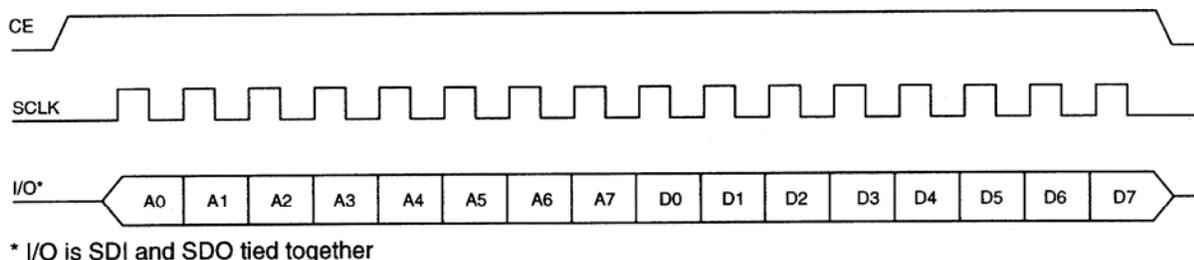 CE
SCLK
I/O*
A0 A1 A2 A3 A4 A5 A6 A7 D0 D1 D2 D3 D4 D5 D6 D7
* I/O is SDI and SDO tied together